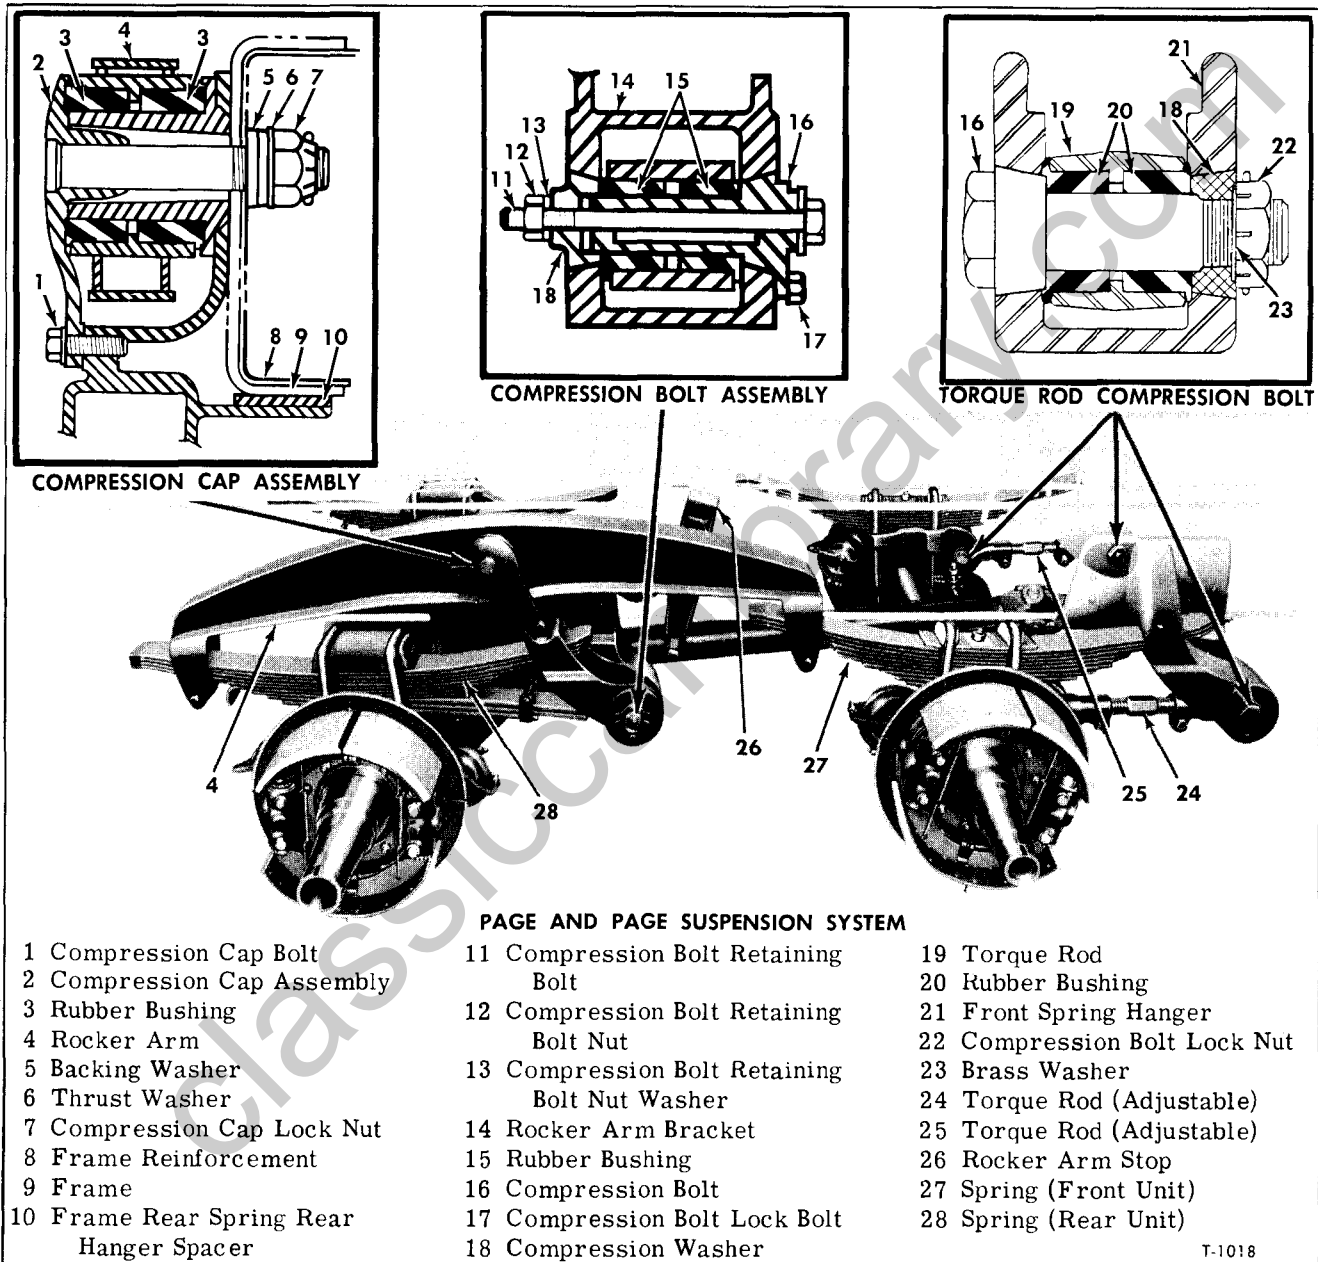 3 4 3
2
5 6 7
1
8 9 10
COMPRESSION CAP ASSEMBLY
14 15
13 16
12
11
18
17
COMPRESSION BOLT ASSEMBLY
21
16 19 20 18 22
23
TORQUE ROD COMPRESSION BOLT
4
28
26
27
25 24
classiccarlibrary.com
PAGE AND PAGE SUSPENSION SYSTEM
1 Compression Cap Bolt
2 Compression Cap Assembly
3 Rubber Bushing
4 Rocker Arm
5 Backing Washer
6 Thrust Washer
7 Compression Cap Lock Nut
8 Frame Reinforcement
9 Frame
10 Frame Rear Spring Rear
Hanger Spacer
11 Compression Bolt Retaining
Bolt
12 Compression Bolt Retaining
Bolt Nut
13 Compression Bolt Retaining
Bolt Nut Washer
14 Rocker Arm Bracket
15 Rubber Bushing
16 Compression Bolt
17 Compression Bolt Lock Bolt
18 Compression Washer
19 Torque Rod
20 Rubber Bushing
21 Front Spring Hanger
22 Compression Bolt Lock Nut
23 Brass Washer
24 Torque Rod (Adjustable)
25 Torque Rod (Adjustable)
26 Rocker Arm Stop
27 Spring (Front Unit)
28 Spring (Rear Unit)
T-1018